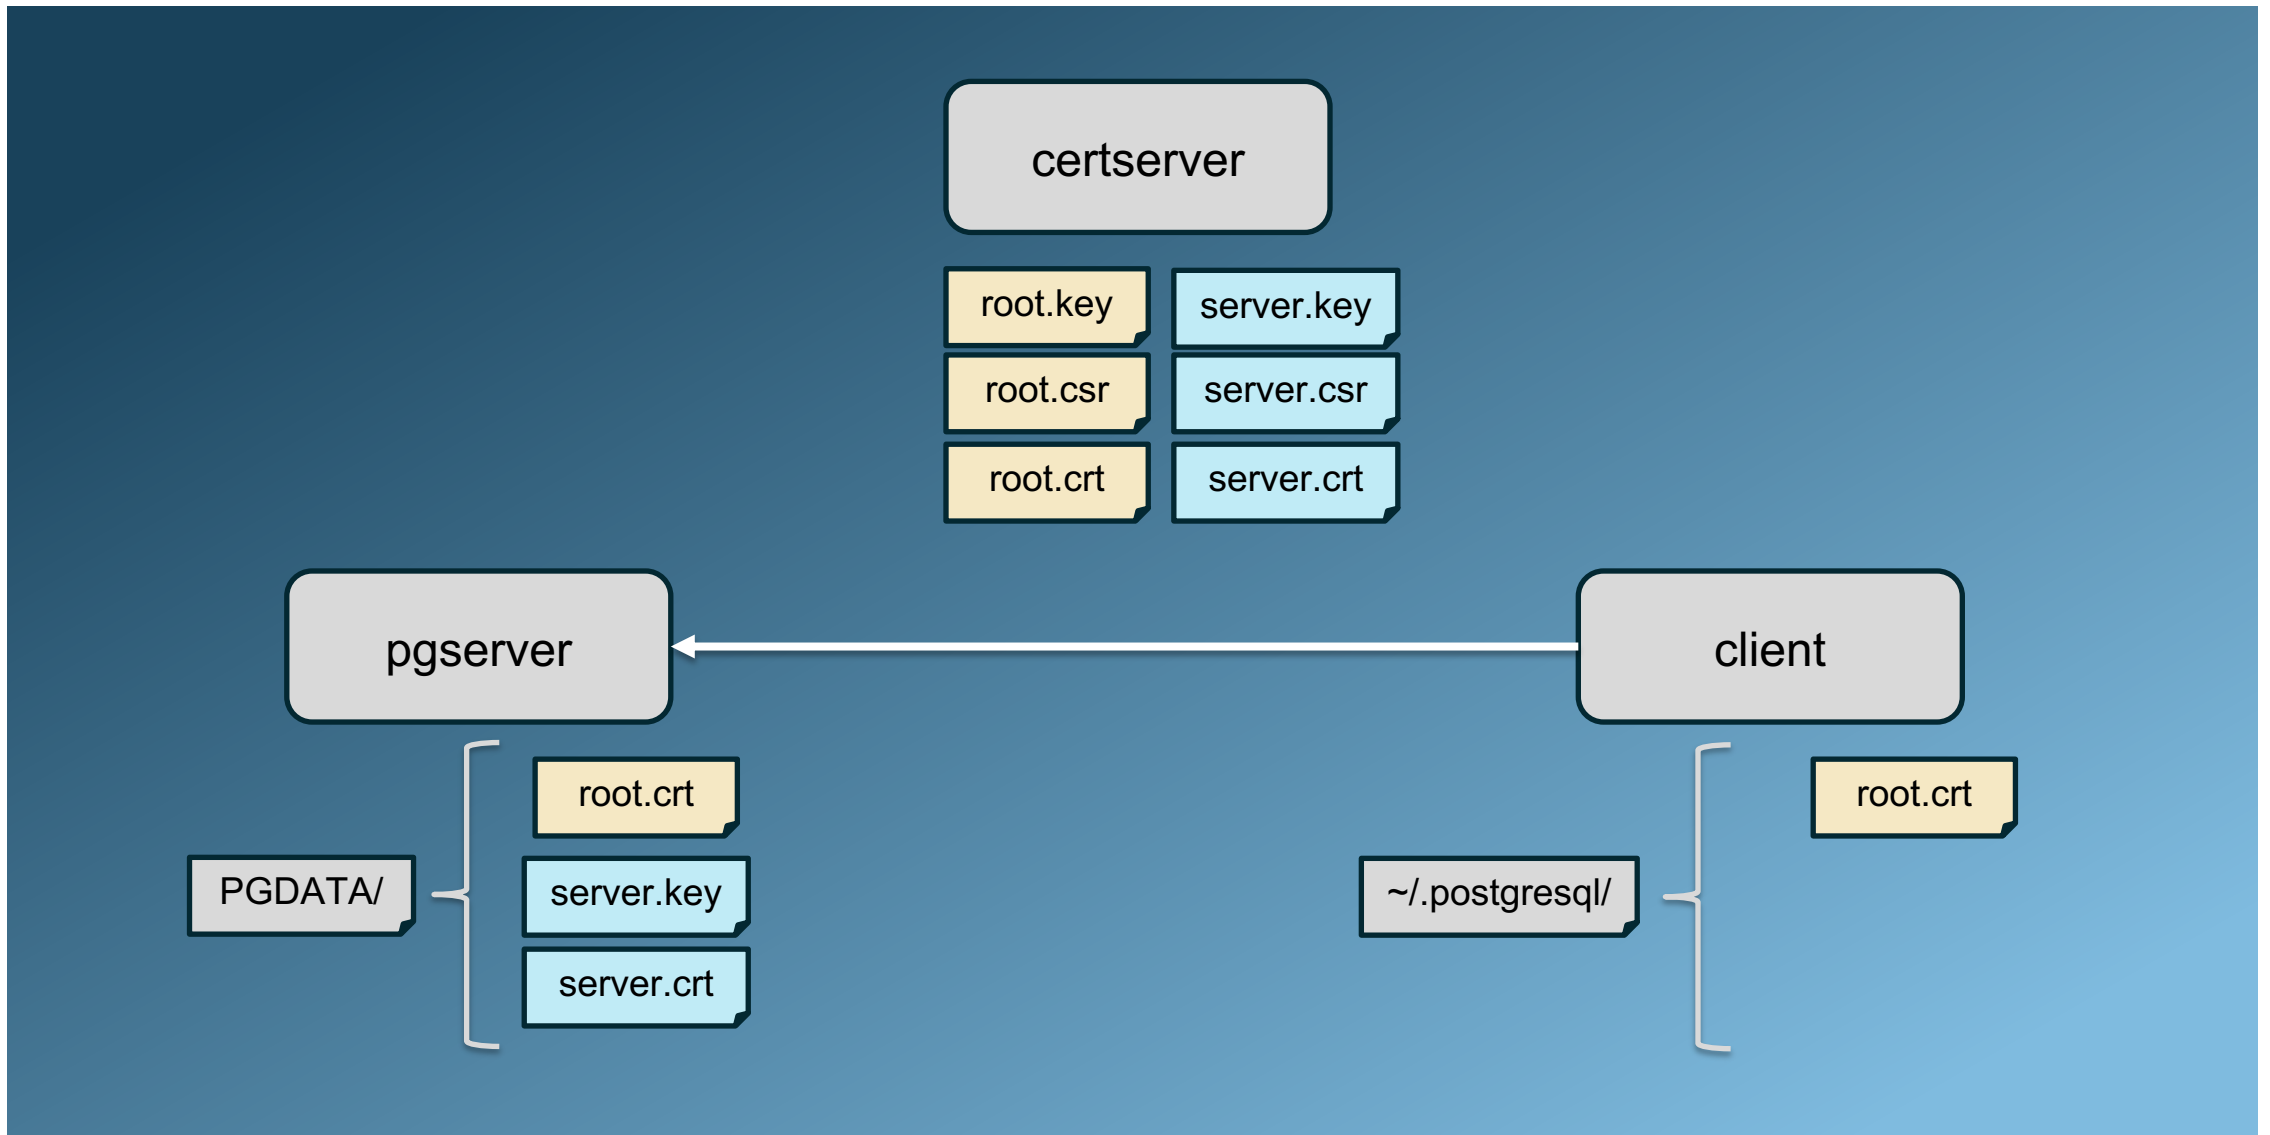 certserver
root.key
server.key
root.csr
server.csr
root.crt
server.crt
pgserver
client
root.crt
PGDATA/
server.key
server.crt
root.crt
~/.postgresql/